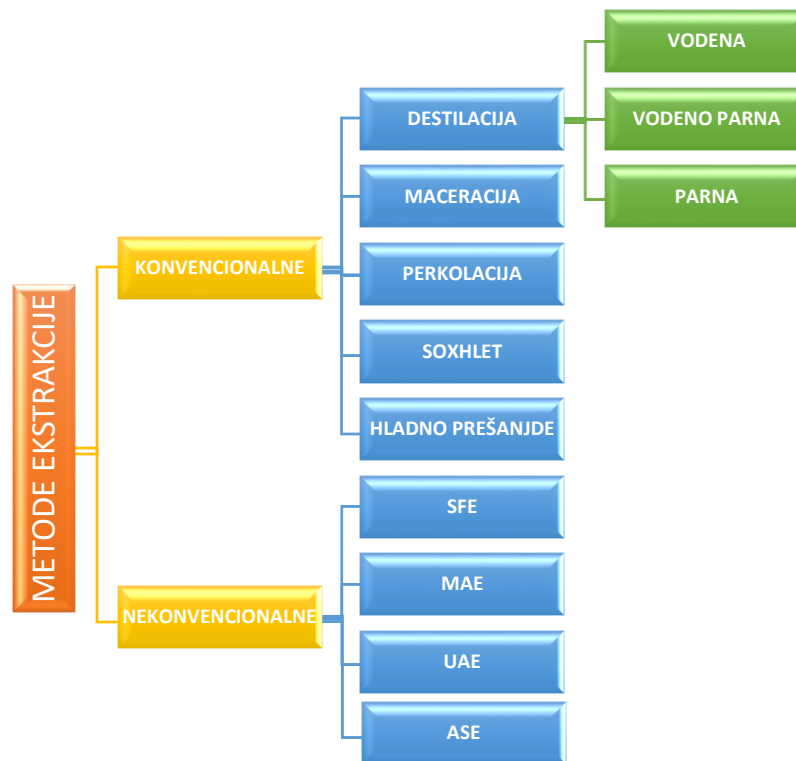 METODE EKSTRAKCIJE
KONVENCIONALNE
DESTILACIJA
VODENA
VODENO PARNA
PARNA
MACERACIJA
PERKOLACIJA
SOXHLET
HLADNO PREŠANJDE
NEKONVENCIONALNE
SFE
MAE
UAE
ASE